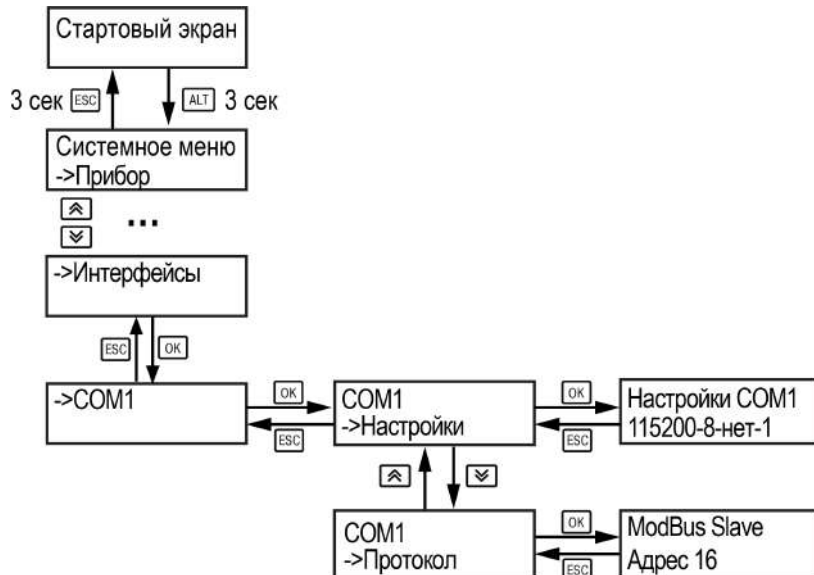 Стартовый экран
3 сек ESC ALT 3 сек
Системное меню
->Прибор
...
->Интерфейсы
ESC OK
->COM1
OK
ESC
COM1
->Настройки
OK
ESC
Настройки COM1
115200-8-нет-1
COM1
->Протокол
OK
ESC
ModBus Slave
Адрес 16